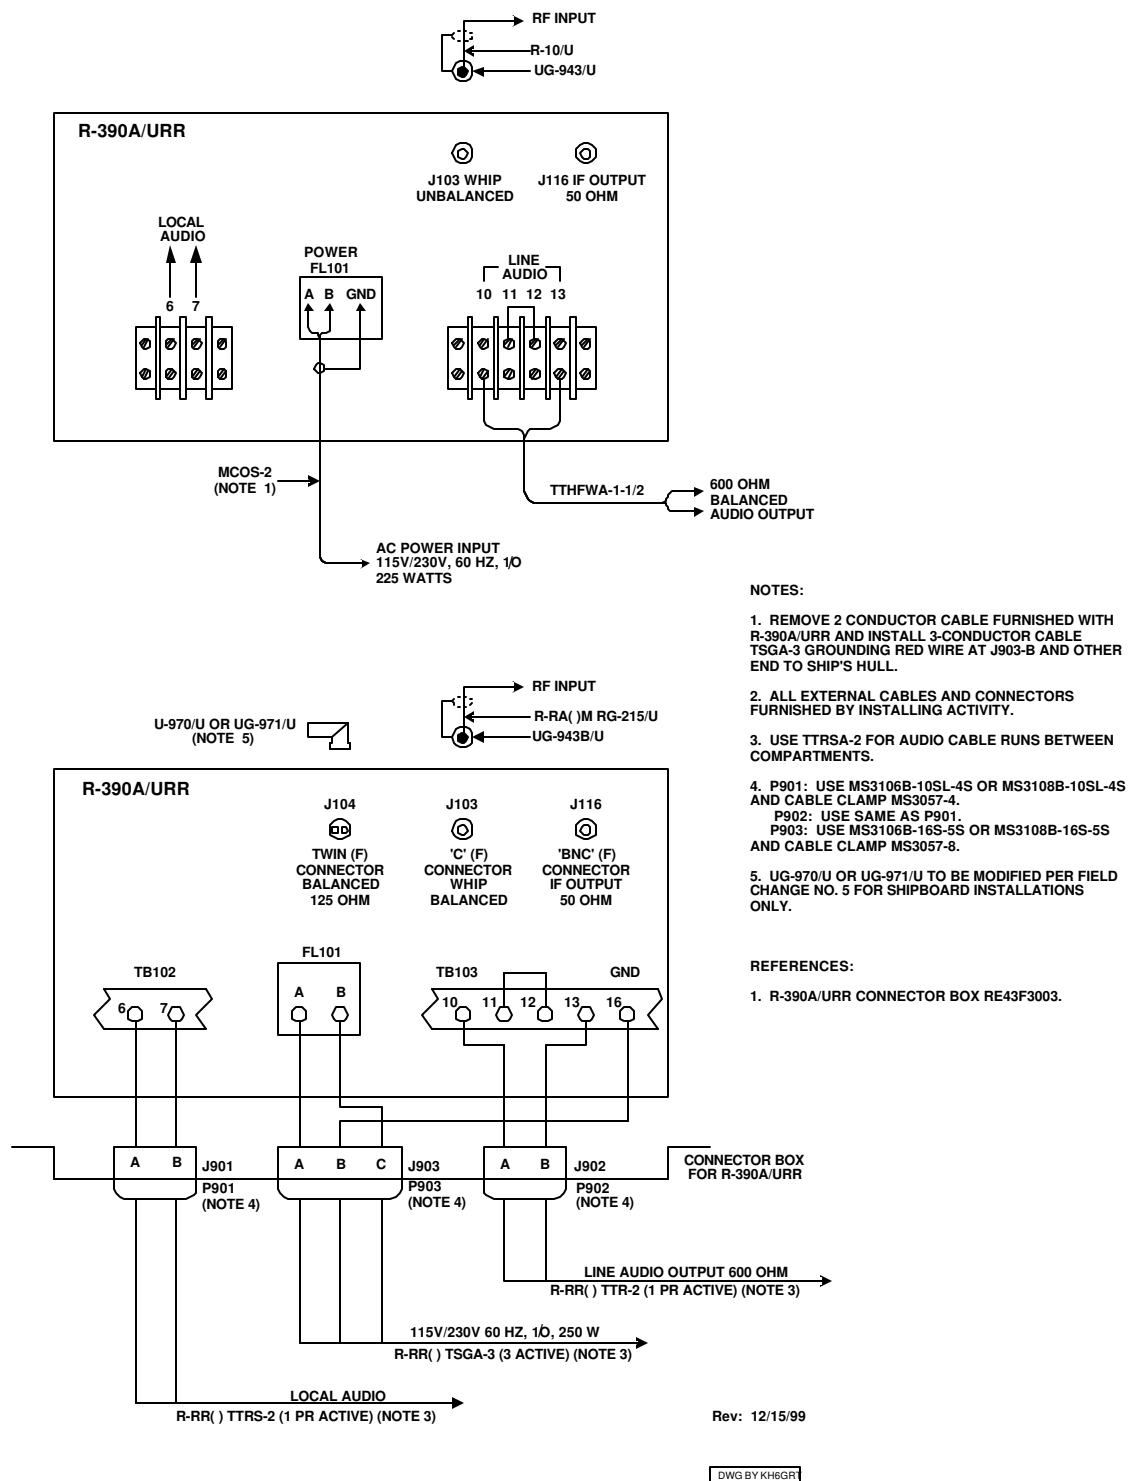 RF INPUT
R-10/U
UG-943/U
R-390A/URR
J103 WHIP
UNBALANCED
J116 IF OUTPUT
50 OHM
LOCAL
AUDIO
6 7
POWER
FL101
A B GND
LINE
AUDIO
10 11 12 13
MCOS-2
(NOTE 1)
TTHFWA-1-1/2
600 OHM
BALANCED
AUDIO OUTPUT
AC POWER INPUT
115V/230V, 60 HZ, 1/O
225 WATTS
NOTES:
1. REMOVE 2 CONDUCTOR CABLE FURNISHED WITH
R-390A/URR AND INSTALL 3-CONDUCTOR CABLE
TSGA-3 GROUNDING RED WIRE AT J903-B AND OTHER
END TO SHIP'S HULL.
2. ALL EXTERNAL CABLES AND CONNECTORS
FURNISHED BY INSTALLING ACTIVITY.
3. USE TTRSA-2 FOR AUDIO CABLE RUNS BETWEEN
COMPARTMENTS.
4. P901: USE MS3106B-10SL-4S OR MS3108B-10SL-4S
AND CABLE CLAMP MS3057-4.
P902: USE SAME AS P901.
P903: USE MS3106B-16S-5S OR MS3108B-16S-5S
AND CABLE CLAMP MS3057-8.
5. UG-970/U OR UG-971/U TO BE MODIFIED PER FIELD
CHANGE NO. 5 FOR SHIPBOARD INSTALLATIONS
ONLY.
REFERENCES:
1. R-390A/URR CONNECTOR BOX RE43F3003.
RF INPUT
R-RA( )M RG-215/U
UG-943B/U
U-970/U OR UG-971/U
(NOTE 5)
R-390A/URR
J104
TWIN (F)
CONNECTOR
BALANCED
125 OHM
J103
'C' (F)
CONNECTOR
WHIP
BALANCED
J116
'BNC' (F)
CONNECTOR
IF OUTPUT
50 OHM
TB102
6 7
FL101
A B
TB103 GND
10 11 12 13 16
A B J901
P901
(NOTE 4)
A B C J903
P903
(NOTE 4)
A B J902
P902
(NOTE 4)
CONNECTOR BOX
FOR R-390A/URR
LINE AUDIO OUTPUT 600 OHM
R-RR( ) TTR-2 (1 PR ACTIVE) (NOTE 3)
115V/230V 60 HZ, 1/O, 250 W
R-RR( ) TSGA-3 (3 ACTIVE) (NOTE 3)
LOCAL AUDIO
R-RR( ) TTRS-2 (1 PR ACTIVE) (NOTE 3)
Rev: 12/15/99
DWG BY KH6GRT